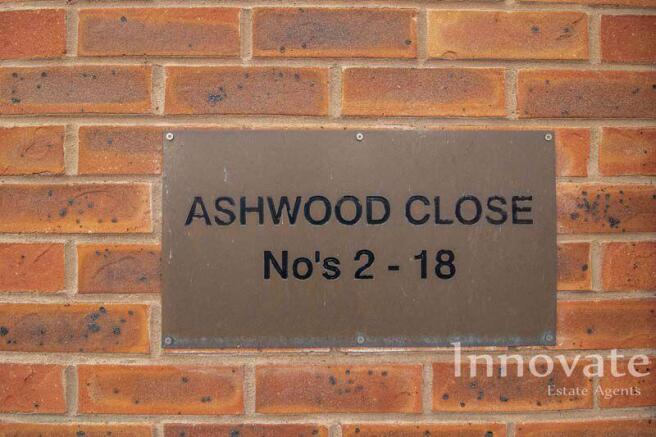 ASHWOOD CLOSE
No's 2 - 18
Innovate
Estate Agents